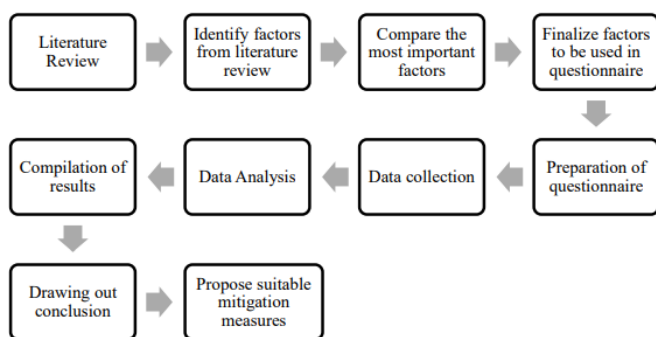 Literature
Review
Identify factors
from literature
review
Compare the
most important
factors
Finalize factors
to be used in
questionnaire
Preparation of
questionnaire
Data collection
Data Analysis
Compilation of
results
Drawing out
conclusion
Propose suitable
mitigation
measures